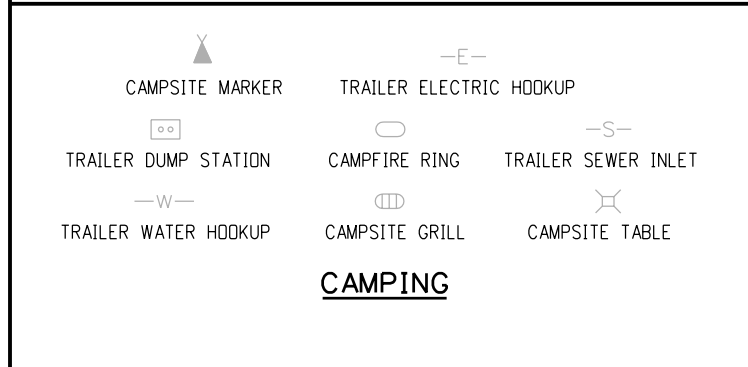 —E—
CAMPSITE MARKER TRAILER ELECTRIC HOOKUP
—S—
TRAILER DUMP STATION CAMPFIRE RING TRAILER SEWER INLET
—W—
TRAILER WATER HOOKUP CAMPSITE GRILL CAMPSITE TABLE
CAMPING